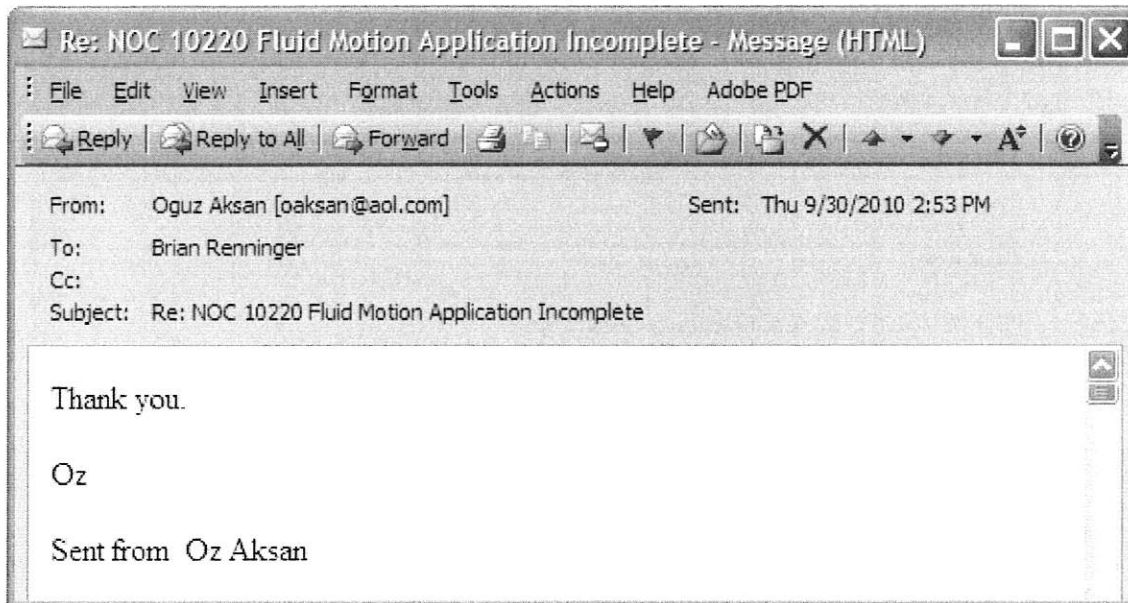 Re: NOC 10220 Fluid Motion Application Incomplete - Message (HTML)
File Edit View Insert Format Tools Actions Help Adobe PDF
Reply Reply to All Forward A
From: Oguz Aksan [oaksan@aol.com] Sent: Thu 9/30/2010 2:53 PM
To: Brian Renninger
Cc:
Subject: Re: NOC 10220 Fluid Motion Application Incomplete
Thank you.
Oz
Sent from Oz Aksan